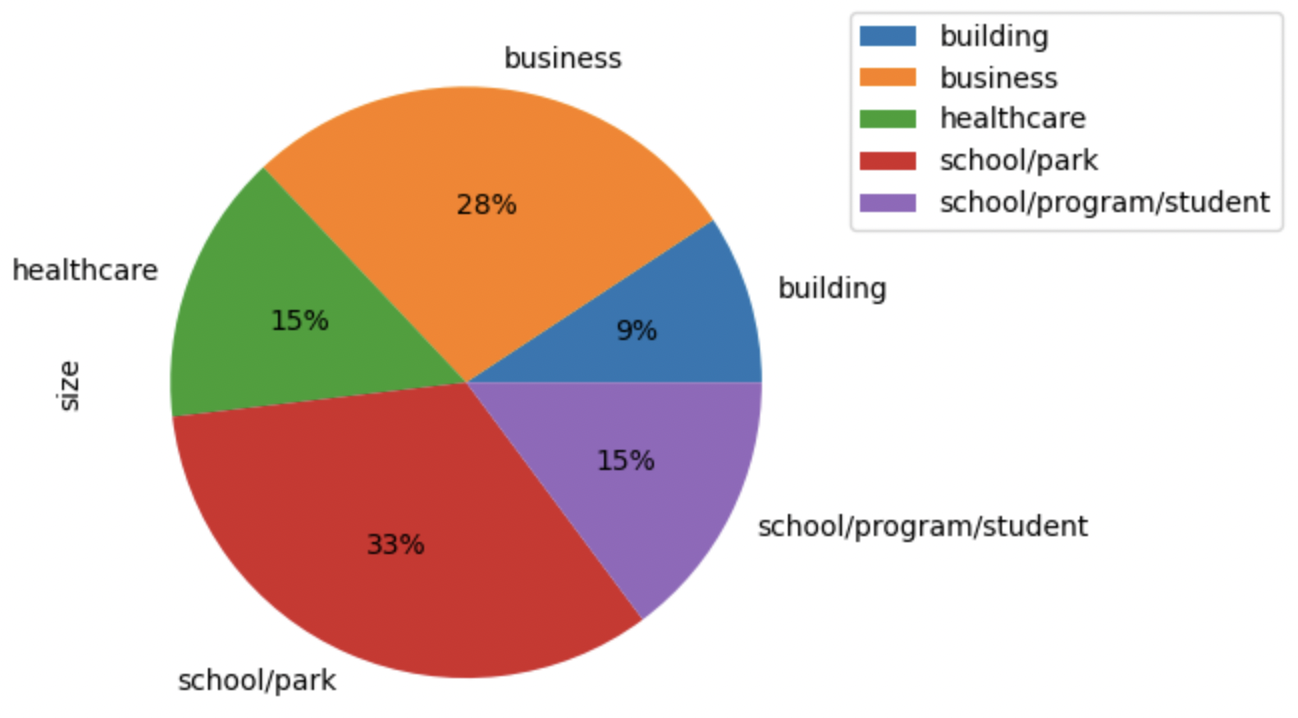 business
building
business
healthcare
school/park
school/program/student
28%
healthcare
building
15%
9%
size
15%
school/program/student
33%
school/park